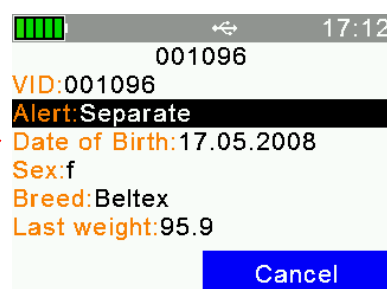 17:12
001096
VID:001096
Alert:Separate
Date of Birth:17.05.2008
Sex:f
Breed:Beltex
Last weight:95.9
Cancel